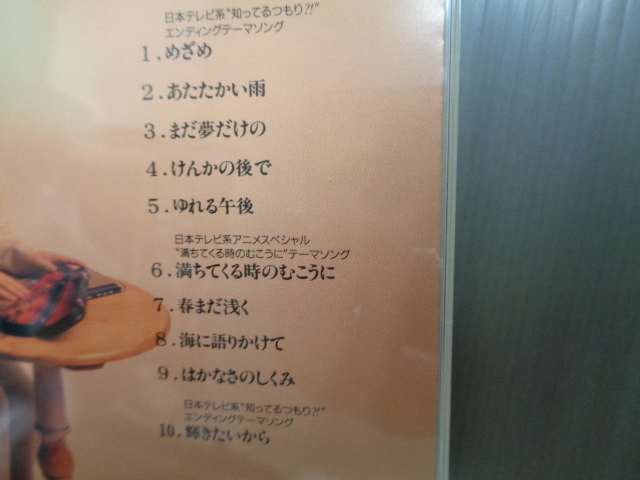 日本テレビ系“知ってるつもり?!”
エンディングテーマソング
1.めざめ
2.あたたかい雨
3.まだ夢だけの
4.けんかの後で
5.ゆれる午後
日本テレビ系アニメスペシャル
“満ちてくる時のむこうに”テーマソング
6.満ちてくる時のむこうに
7.春まだ浅く
8.海に語りかけて
9.はかなさのしくみ
日本テレビ系“知ってるつもり?!”
エンディングテーマソング
10.輝きたいから